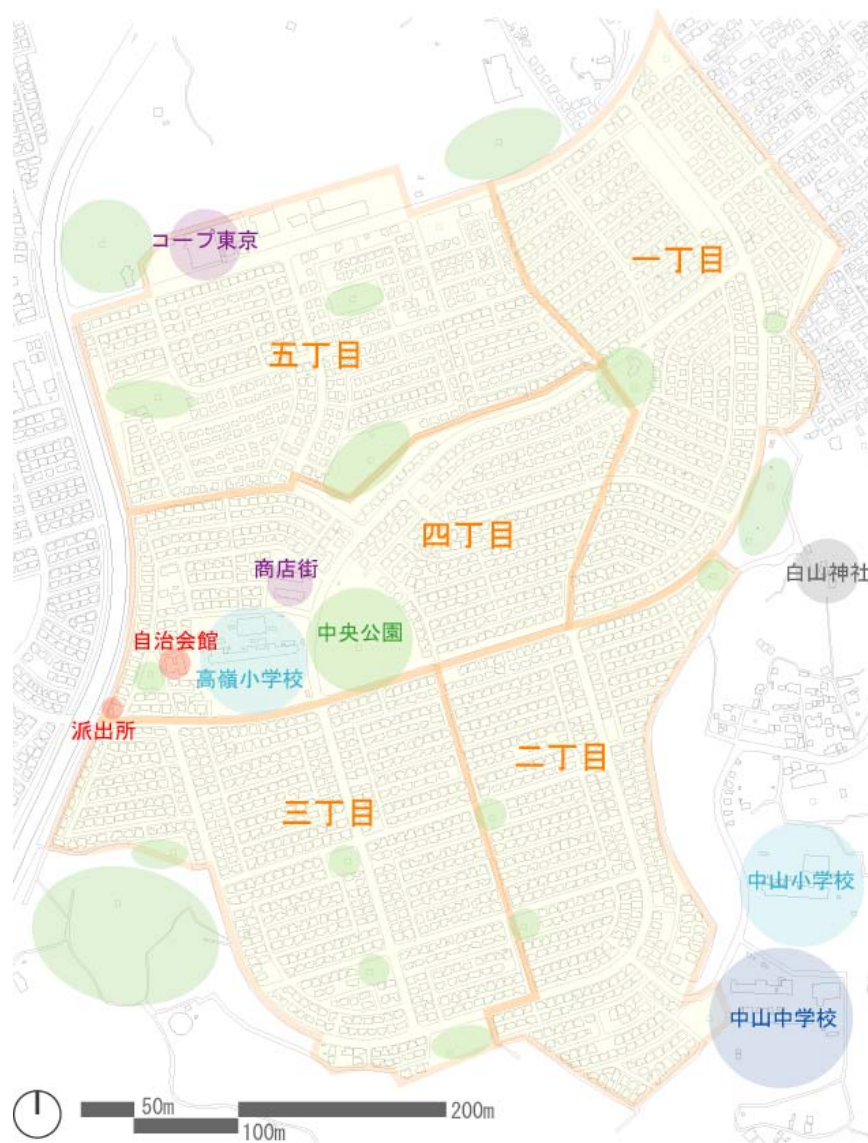 コープ東京
一丁目
五丁目
四丁目
商店街
白山神社
自治会館
中央公園
高嶺小学校
派出所
二丁目
三丁目
中山小学校
中山中学校
50m
200m
100m